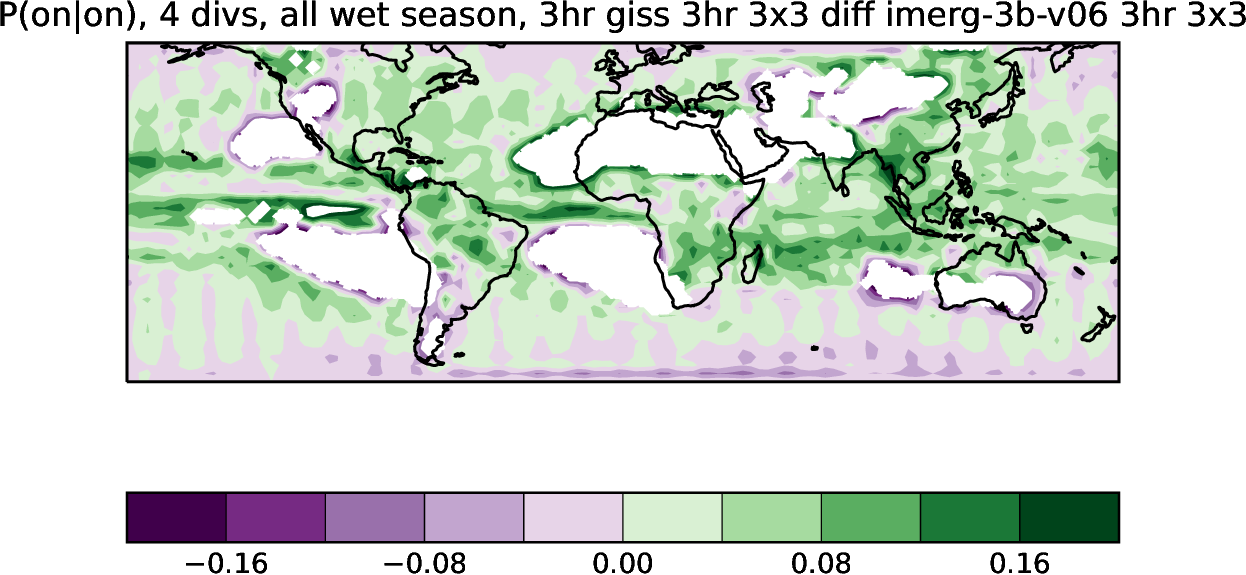 P(on|on), 4 divs, all wet season, 3hr giss 3hr 3x3 diff imerg-3b-v06 3hr 3x3
−0.16 −0.08 0.00 0.08 0.16